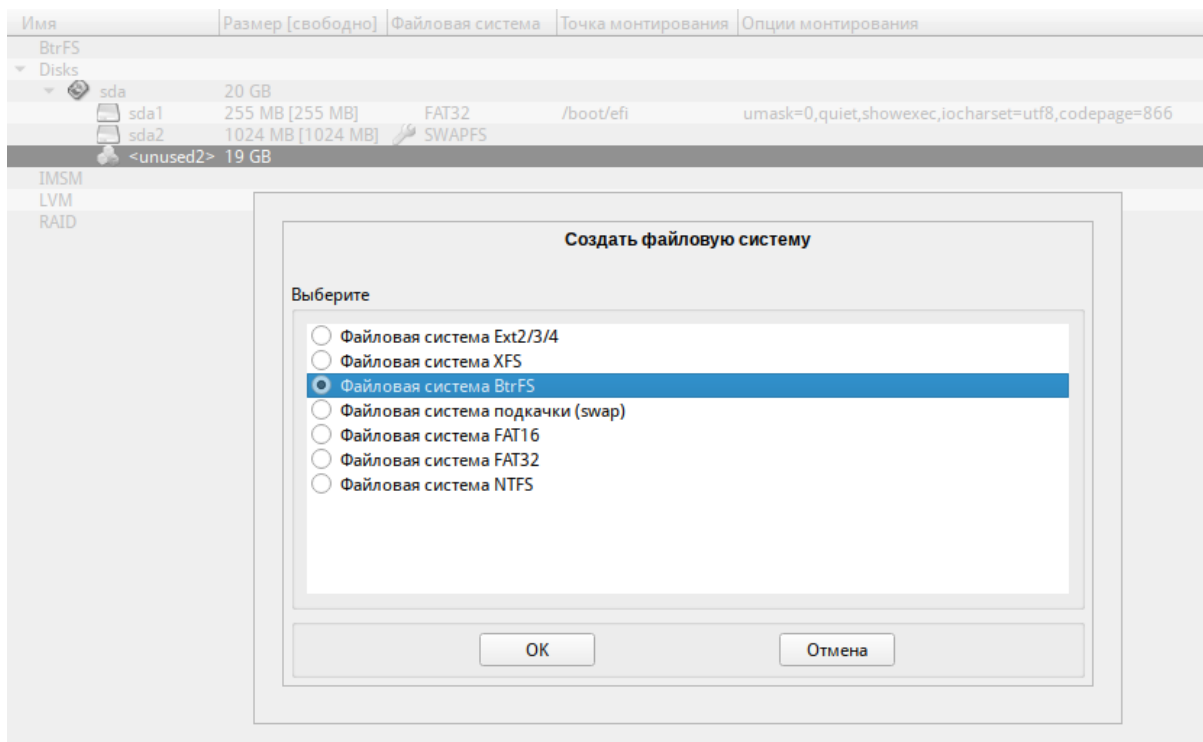 Имя Размер [свободно] Файловая система Точка монтирования Опции монтирования
BtrFS
Disks
sda 20 GB
sda1 255 MB [255 MB] FAT32 /boot/efi umask=0,quiet,showexec,iocharset=utf8,codepage=866
sda2 1024 MB [1024 MB] SWAPFS
<unused2> 19 GB
IMSM
LVM
RAID
Создать файловую систему
Выберите
Файловая система Ext2/3/4
Файловая система XFS
Файловая система BtrFS
Файловая система подкачки (swap)
Файловая система FAT16
Файловая система FAT32
Файловая система NTFS
OK Отмена